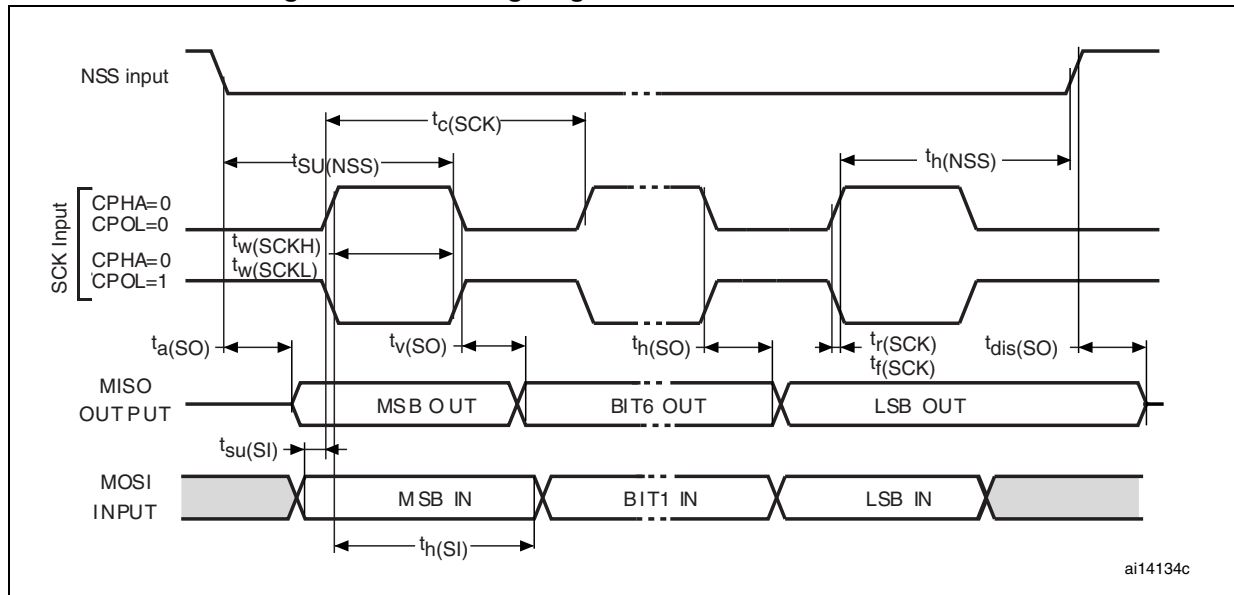 NSS input
tc(SCK)
tSU(NSS)
th(NSS)
SCK Input
CPHA=0
CPOL=0
tw(SCKH)
CPHA=0
tw(SCKL)
CPOL=1
ta(SO)
tv(SO)
th(SO)
tr(SCK)
tf(SCK)
tdis(SO)
MISO
OUTPUT
MSB OUT
BIT6 OUT
LSB OUT
tsu(SI)
MOSI
INPUT
MSB IN
BIT1 IN
LSB IN
th(SI)
ai14134c